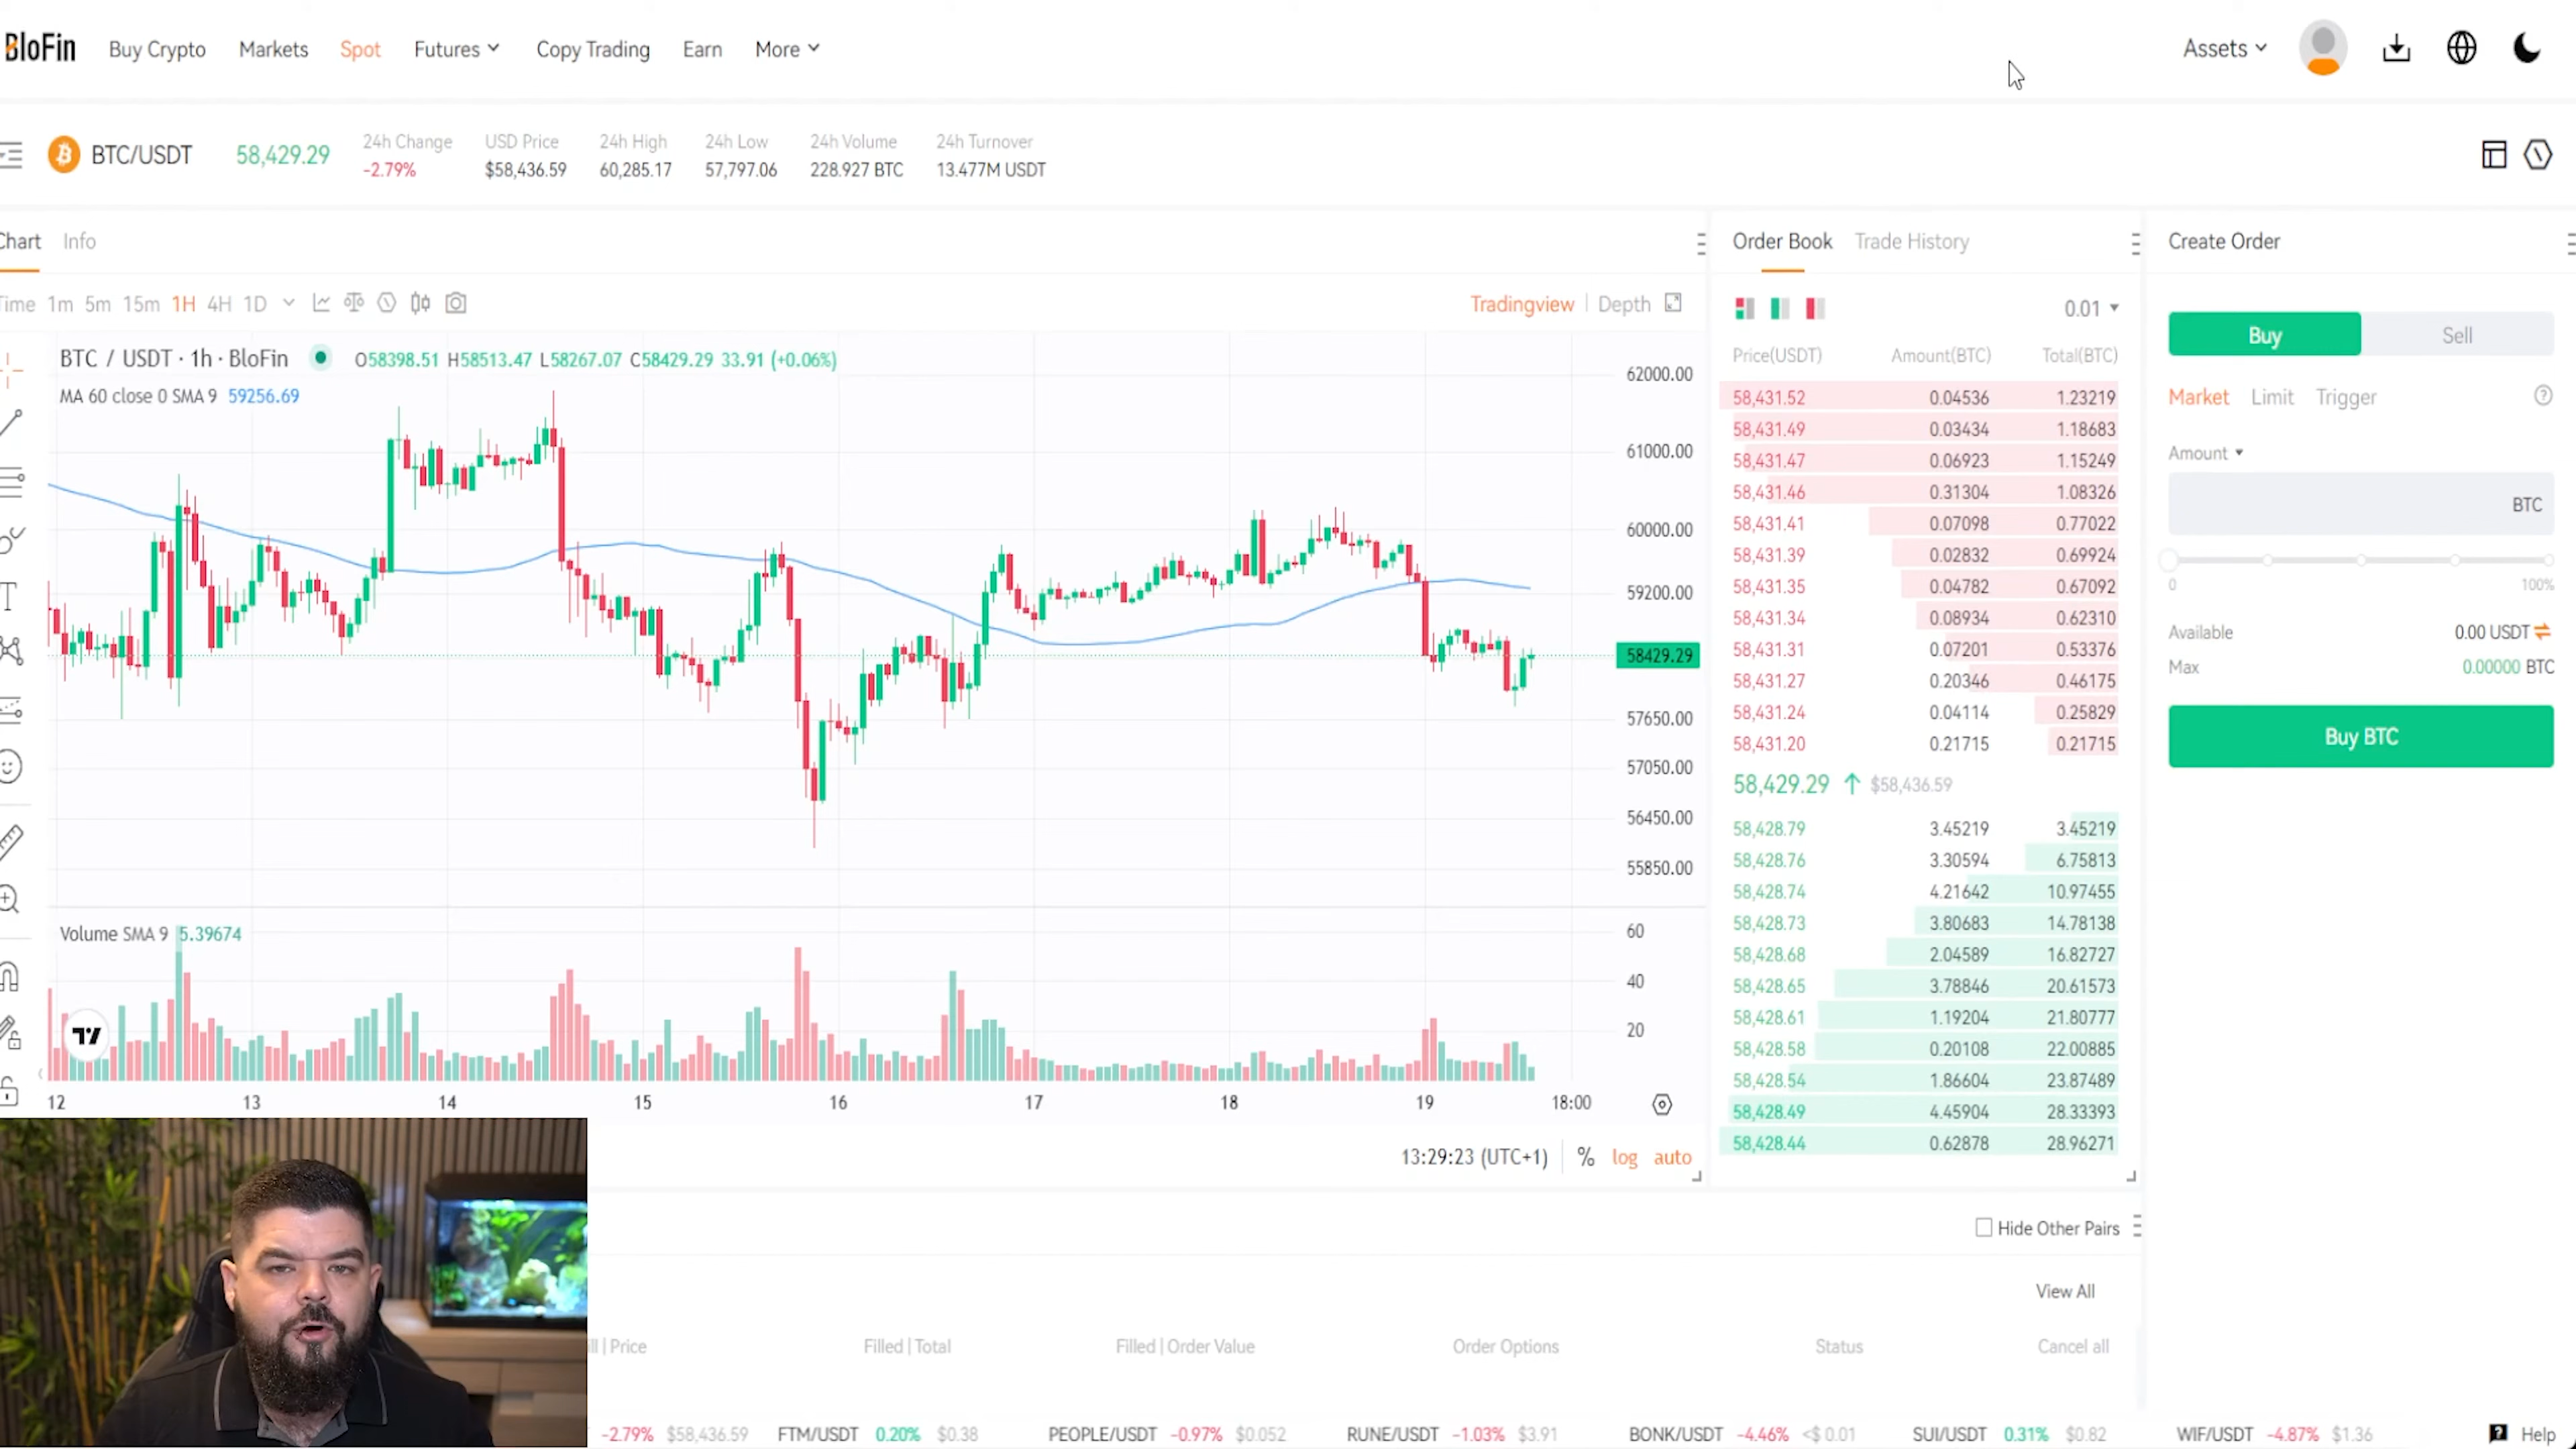 BloFin Buy Crypto Markets Spot Futures Copy Trading Earn More Assets
BTC/USDT 58,429.29
24h Change USD Price 24h High 24h Low 24h Volume 24h Turnover
-2.79% $58,436.59 60,285.17 57,797.06 228.927 BTC 13.477M USDT
Chart Info
Time 1m 5m 15m 1H 4H 1D
Tradingview Depth
BTC / USDT · 1h · BloFin O58398.51 H58513.47 L58267.07 C58429.29 33.91 (+0.06%)
MA 60 close 0 SMA 9 59256.69
62000.00
61000.00
60000.00
59200.00
58429.29
57650.00
57050.00
56450.00
55850.00
Volume SMA 9 5.39674
60
40
20
12 13 14 15 16 17 18 19 18:00
13:29:23 (UTC+1) % log auto
Order Book Trade History
0.01
Price(USDT) Amount(BTC) Total(BTC)
58,431.52 0.04536 1.23219
58,431.49 0.03434 1.18683
58,431.47 0.06923 1.15249
58,431.46 0.31304 1.08326
58,431.41 0.07098 0.77022
58,431.39 0.02832 0.69924
58,431.35 0.04782 0.67092
58,431.34 0.08934 0.62310
58,431.31 0.07201 0.53376
58,431.27 0.20346 0.46175
58,431.24 0.04114 0.25829
58,431.20 0.21715 0.21715
58,429.29 ↑ $58,436.59
58,428.79 3.45219 3.45219
58,428.76 3.30594 6.75813
58,428.74 4.21642 10.97455
58,428.73 3.80683 14.78138
58,428.68 2.04589 16.82727
58,428.65 3.78846 20.61573
58,428.61 1.19204 21.80777
58,428.58 0.20108 22.00885
58,428.54 1.86604 23.87489
58,428.49 4.45904 28.33393
58,428.44 0.62878 28.96271
Create Order
Buy Sell
Market Limit Trigger
Amount
BTC
0 100%
Available 0.00 USDT
Max 0.00000 BTC
Buy BTC
Hide Other Pairs
View All
Price Filled | Total Filled | Order Value Order Options Status Cancel all
-2.79% $58,436.59 FTM/USDT 0.20% $0.38 PEOPLE/USDT -0.97% $0.052 RUNE/USDT -1.03% $3.91 BONK/USDT -4.46% <$ 0.01 SUI/USDT 0.31% $0.82 WIF/USDT -4.87% $1.36 Help